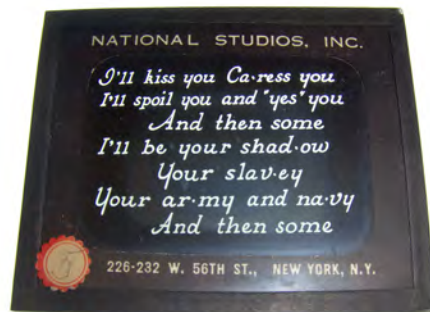 NATIONAL STUDIOS, INC.
I'll kiss you Ca·ress you
I'll spoil you and "yes" you
And then some
I'll be your shad·ow
Your slav·ey
Your ar·my and na·vy
And then some
226-232 W. 56TH ST., NEW YORK, N.Y.